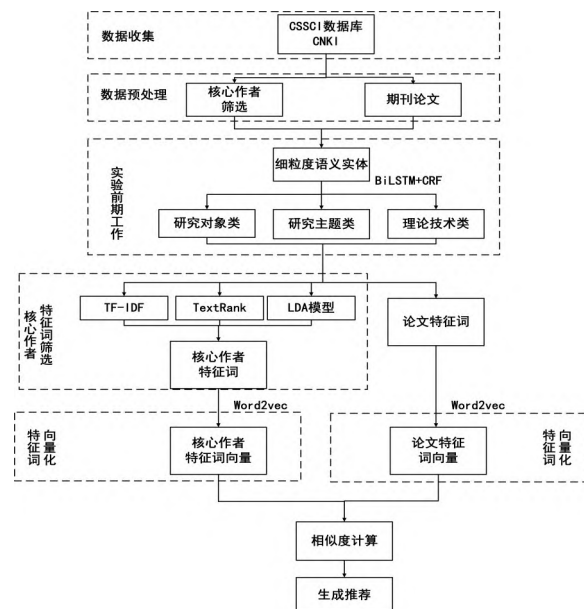 数据收集
CSSCI数据库
CNKI
数据预处理
核心作者
筛选
期刊论文
实验前期工作
细粒度语义实体
BiLSTM+CRF
研究对象类
研究主题类
理论技术类
核心作者
特征词筛选
TF-IDF
TextRank
LDA模型
论文特征词
核心作者
特征词
Word2vec
Word2vec
特征词
向量化
核心作者
特征词向量
论文特征
词向量
特征词
向量化
相似度计算
生成推荐